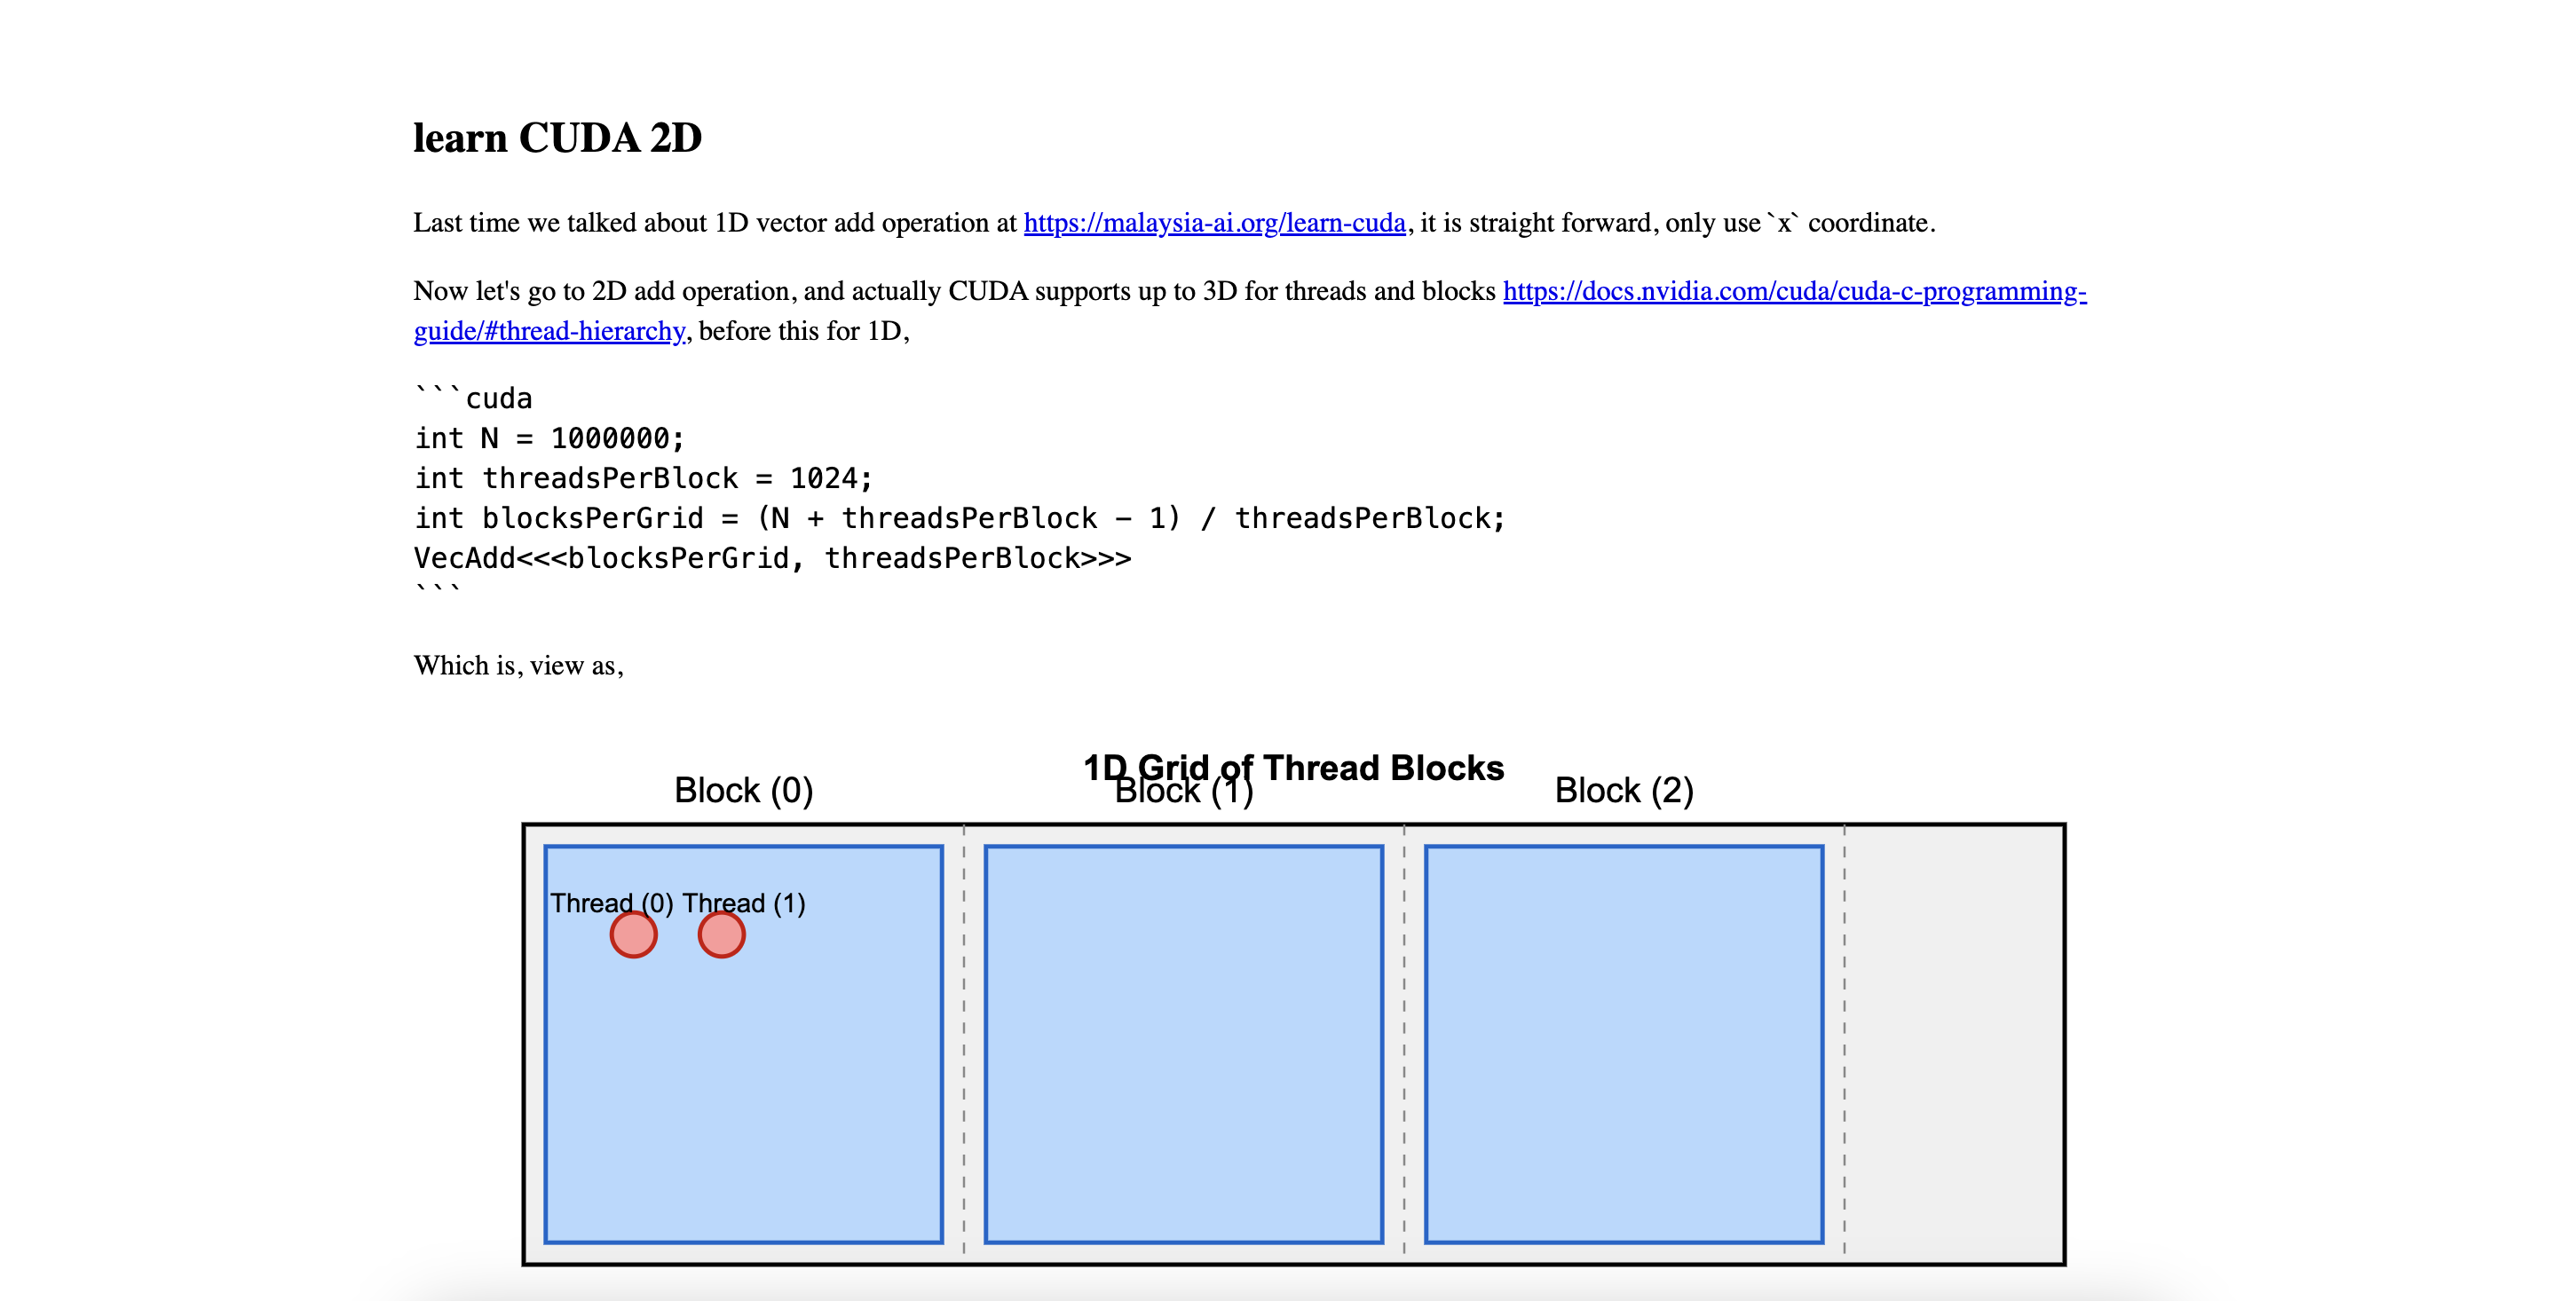 learn CUDA 2D
Last time we talked about 1D vector add operation at https://malaysia-ai.org/learn-cuda, it is straight forward, only use `x` coordinate.
Now let's go to 2D add operation, and actually CUDA supports up to 3D for threads and blocks https://docs.nvidia.com/cuda/cuda-c-programming-
guide/#thread-hierarchy, before this for 1D,
```cuda
int N = 1000000;
int threadsPerBlock = 1024;
int blocksPerGrid = (N + threadsPerBlock - 1) / threadsPerBlock;
VecAdd<<<blocksPerGrid, threadsPerBlock>>>
```
Which is, view as,
1D Grid of Thread Blocks
Block (0) Block (1) Block (2)
Thread (0) Thread (1)